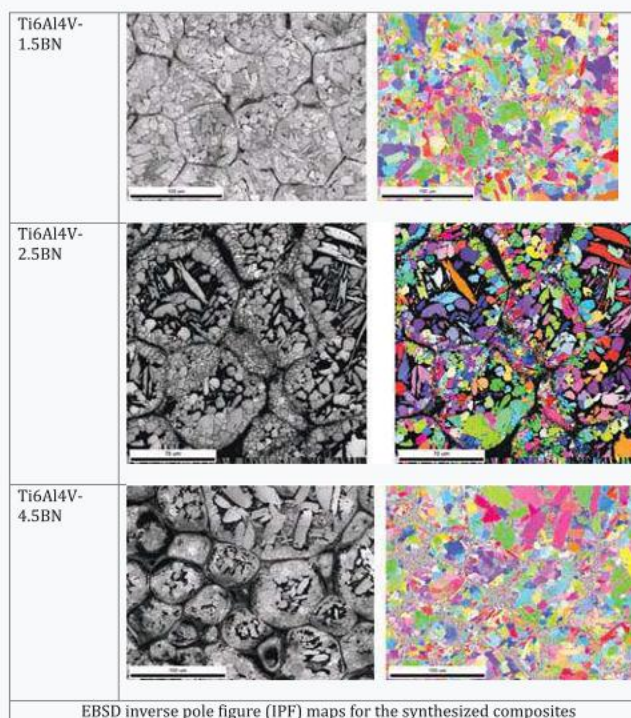 Ti6Al4V-
1.5BN
100 μm
100 μm
Ti6Al4V-
2.5BN
70 μm
70 μm
Ti6Al4V-
4.5BN
100 μm
100 μm
EBSD inverse pole figure (IPF) maps for the synthesized composites